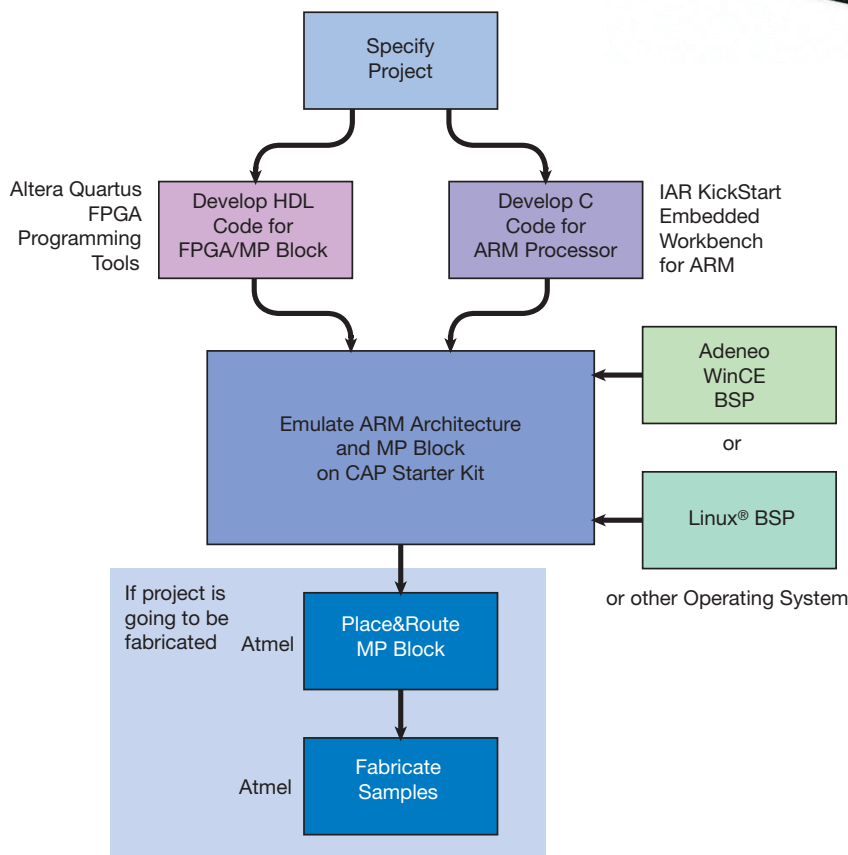 Specify
Project
Altera Quartus
FPGA
Programming
Tools
Develop HDL
Code for
FPGA/MP Block
Develop C
Code for
ARM Processor
IAR KickStart
Embedded
Workbench
for ARM
Emulate ARM Architecture
and MP Block
on CAP Starter Kit
Adeneo
WinCE
BSP
or
Linux® BSP
or other Operating System
If project is
going to be
fabricated
Atmel
Place&Route
MP Block
Atmel
Fabricate
Samples